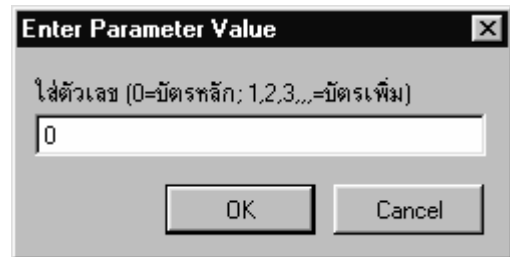 Enter Parameter Value
ใส่ตัวเลข (0=บัตรหลัก; 1,2,3,,,=บัตรเพิ่ม)
0
OK Cancel